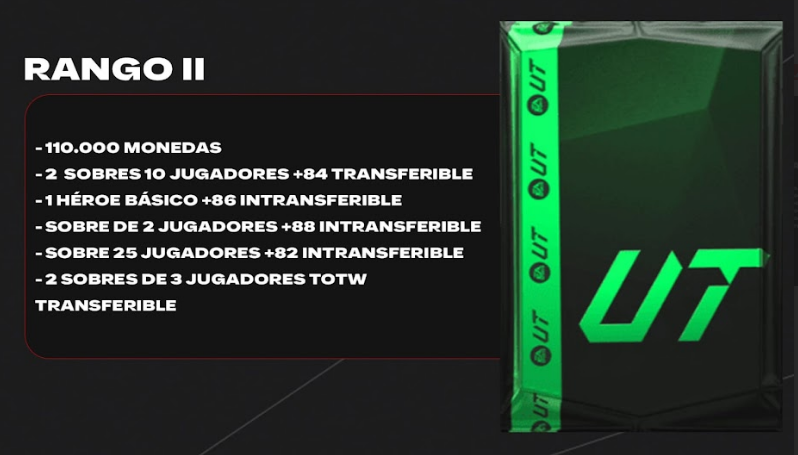 RANGO II
- 110.000 MONEDAS
- 2 SOBRES 10 JUGADORES +84 TRANSFERIBLE
- 1 HÉROE BÁSICO +86 INTRANSFERIBLE
- SOBRE DE 2 JUGADORES +88 INTRANSFERIBLE
- SOBRE 25 JUGADORES +82 INTRANSFERIBLE
- 2 SOBRES DE 3 JUGADORES TOTW
TRANSFERIBLE
UT
UT
UT
UT
UT
UT